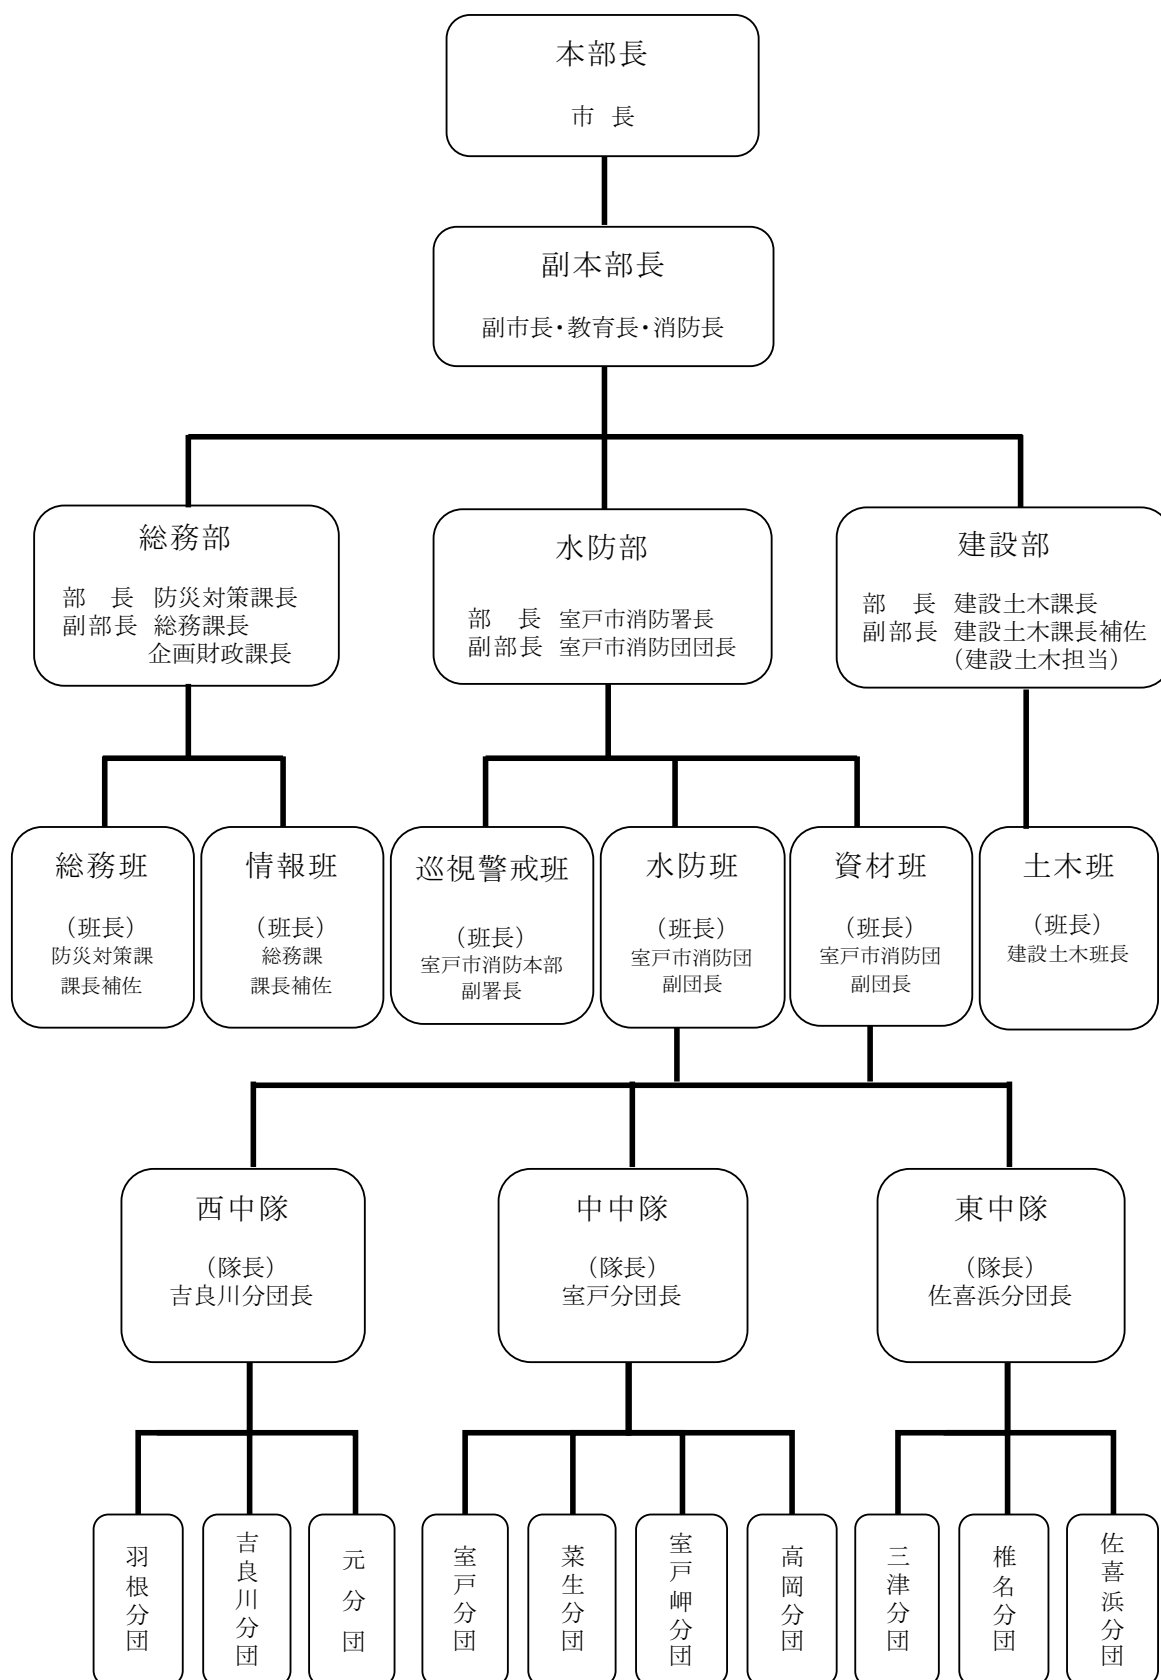 本部長
市 長
副本部長
副市長・教育長・消防長
総務部
部 長 防災対策課長
副部長 総務課長
企画財政課長
水防部
部 長 室戸市消防署長
副部長 室戸市消防団団長
建設部
部 長 建設土木課長
副部長 建設土木課長補佐
（建設土木担当）
総務班
（班長）
防災対策課
課長補佐
情報班
（班長）
総務課
課長補佐
巡視警戒班
（班長）
室戸市消防本部
副署長
水防班
（班長）
室戸市消防団
副団長
資材班
（班長）
室戸市消防団
副団長
土木班
（班長）
建設土木班長
西中隊
（隊長）
吉良川分団長
中中隊
（隊長）
室戸分団長
東中隊
（隊長）
佐喜浜分団長
羽根分団
吉良川分団
元分団
室戸分団
菜生分団
室戸岬分団
高岡分団
三津分団
椎名分団
佐喜浜分団